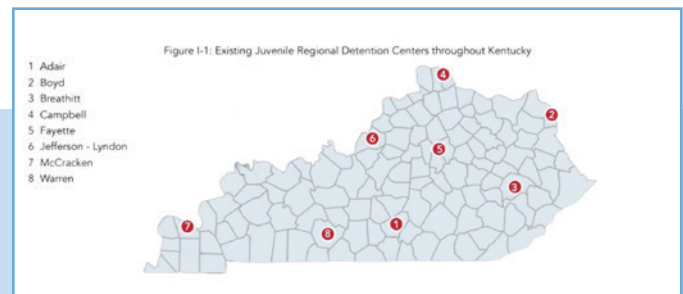 Figure I-1: Existing Juvenile Regional Detention Centers throughout Kentucky
1 Adair
2 Boyd
3 Breathitt
4 Campbell
5 Fayette
6 Jefferson - Lyndon
7 McCracken
8 Warren
4
2
6
5
3
7
1
8